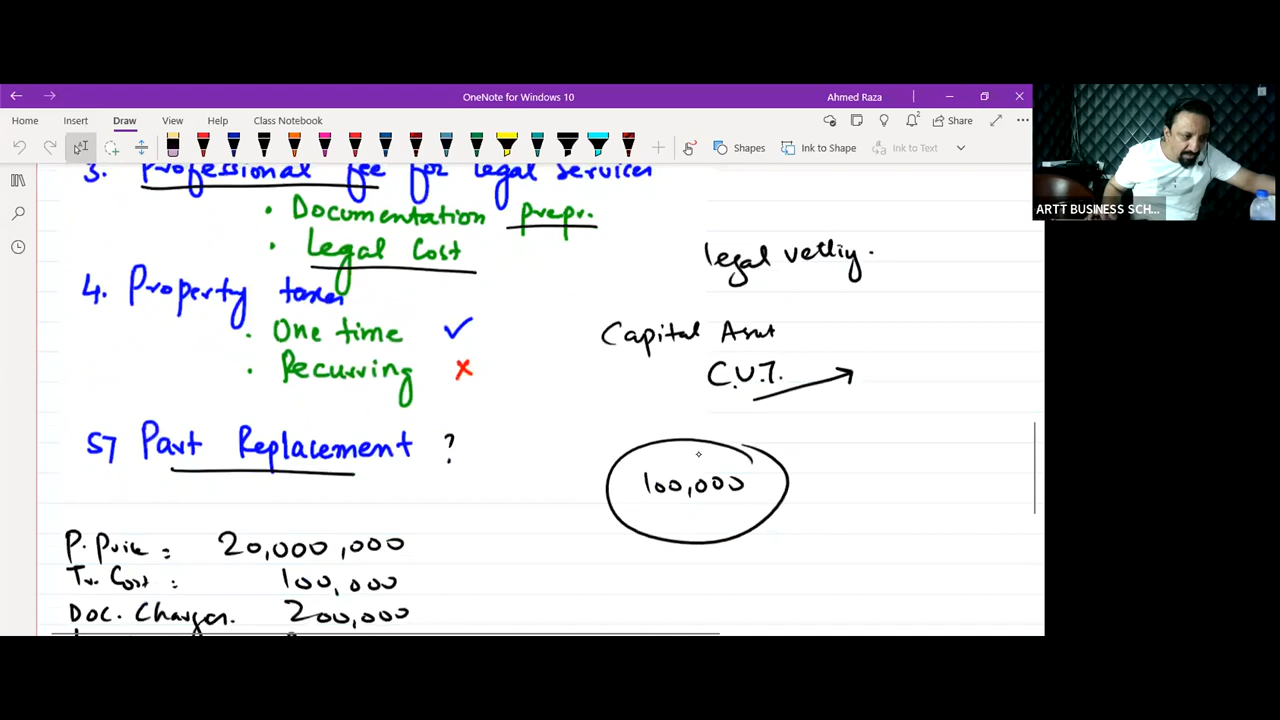 OneNote for Windows 10
Ahmed Raza
Home Insert Draw View Help Class Notebook
Share
Shapes Ink to Shape Ink to Text
ARTT BUSINESS SCH...
3. Professional fee for legal services
• Documentation prepr.
• Legal Cost
legal
4. Property taxes
• One time ✓
• Recurring ×
Capital Asset
C.V.T.
5 Part Replacement ?
100,000
P. Price = 20,000,000
Tr. Cost : 100,000
Doc. Charges. 200,000